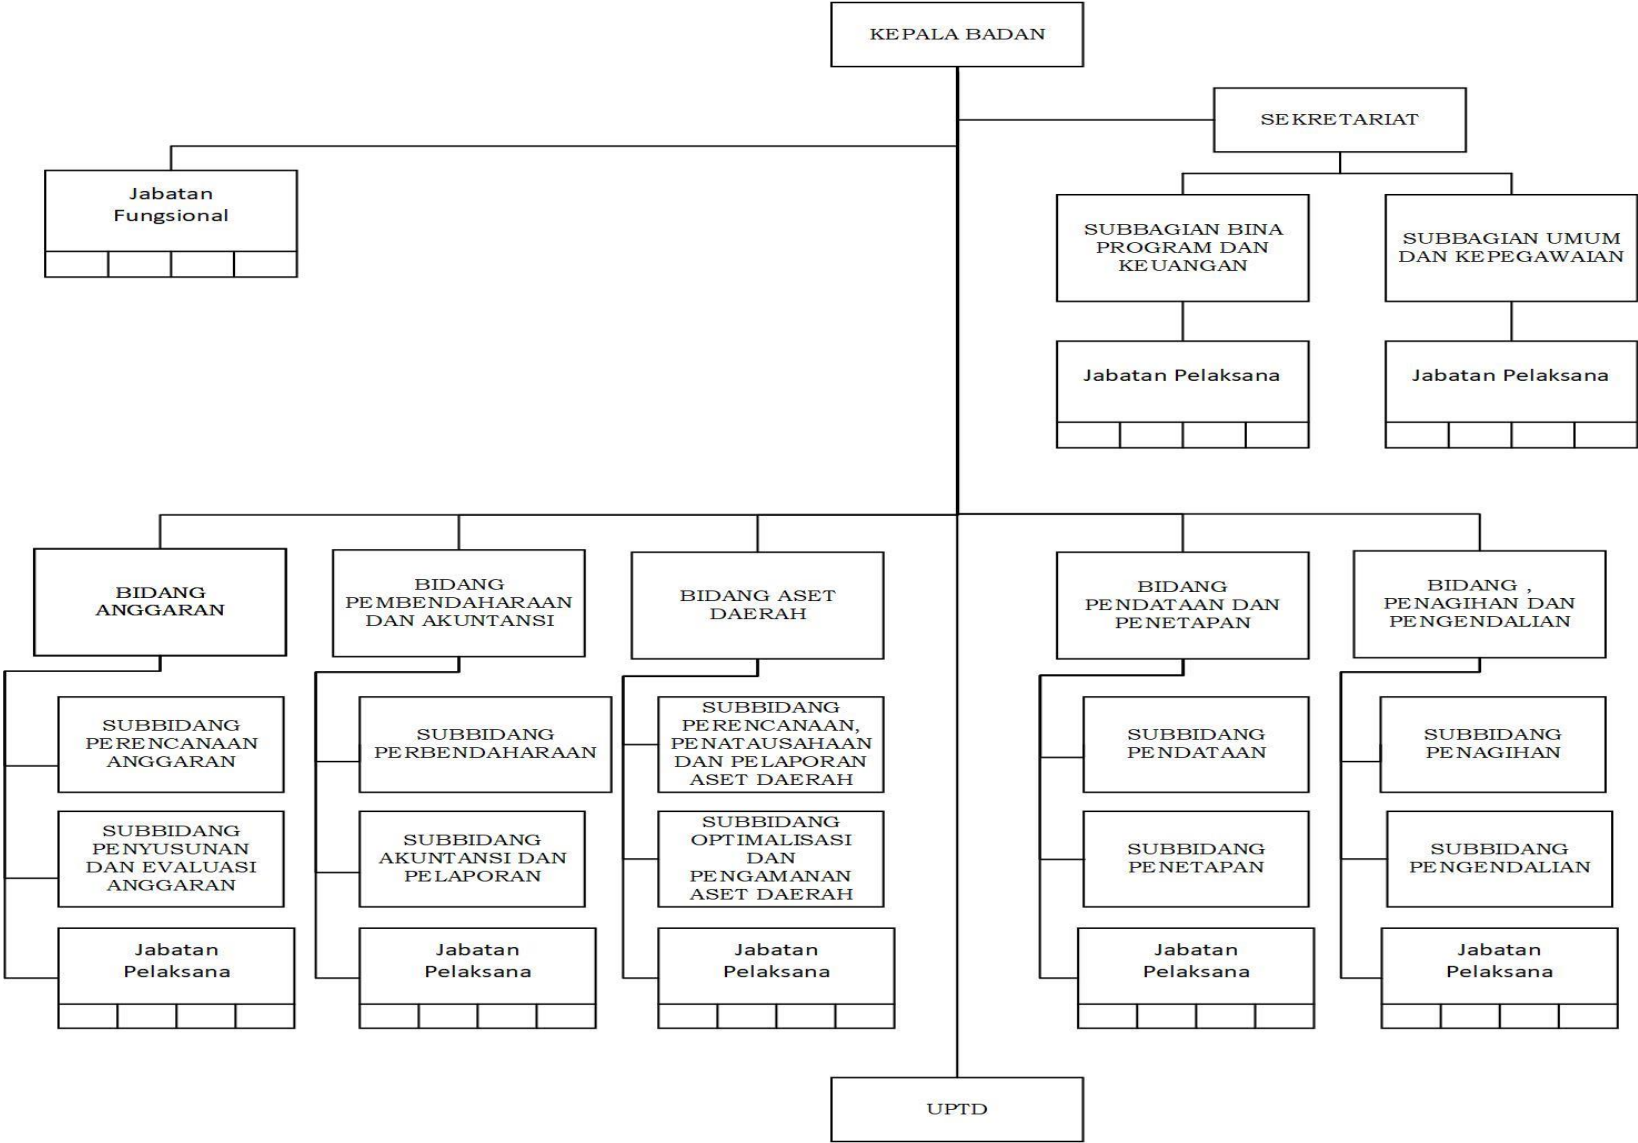 KEPALA BADAN
SEKRETARIAT
Jabatan
Fungsional
SUBBAGIAN BINA
PROGRAM DAN
KEUANGAN
SUBBAGIAN UMUM
DAN KEPEGAWAIAN
Jabatan Pelaksana
Jabatan Pelaksana
BIDANG
ANGGARAN
BIDANG
PEMBENDAHARAAN
DAN AKUNTANSI
BIDANG ASET
DAERAH
BIDANG
PENDATAAN DAN
PENETAPAN
BIDANG ,
PENAGIHAN DAN
PENGENDALIAN
SUBBIDANG
PERENCANAAN
ANGGARAN
SUBBIDANG
PERBENDAHARAAN
SUBBIDANG
PERENCANAAN,
PENATAUSAHAAN
DAN PELAPORAN
ASET DAERAH
SUBBIDANG
PENDATAAN
SUBBIDANG
PENAGIHAN
SUBBIDANG
PENYUSUNAN
DAN EVALUASI
ANGGARAN
SUBBIDANG
AKUNTANSI DAN
PELAPORAN
SUBBIDANG
OPTIMALISASI
DAN
PENGAMANAN
ASET DAERAH
SUBBIDANG
PENETAPAN
SUBBIDANG
PENGENDALIAN
Jabatan
Pelaksana
Jabatan
Pelaksana
Jabatan
Pelaksana
Jabatan
Pelaksana
Jabatan
Pelaksana
UPTD